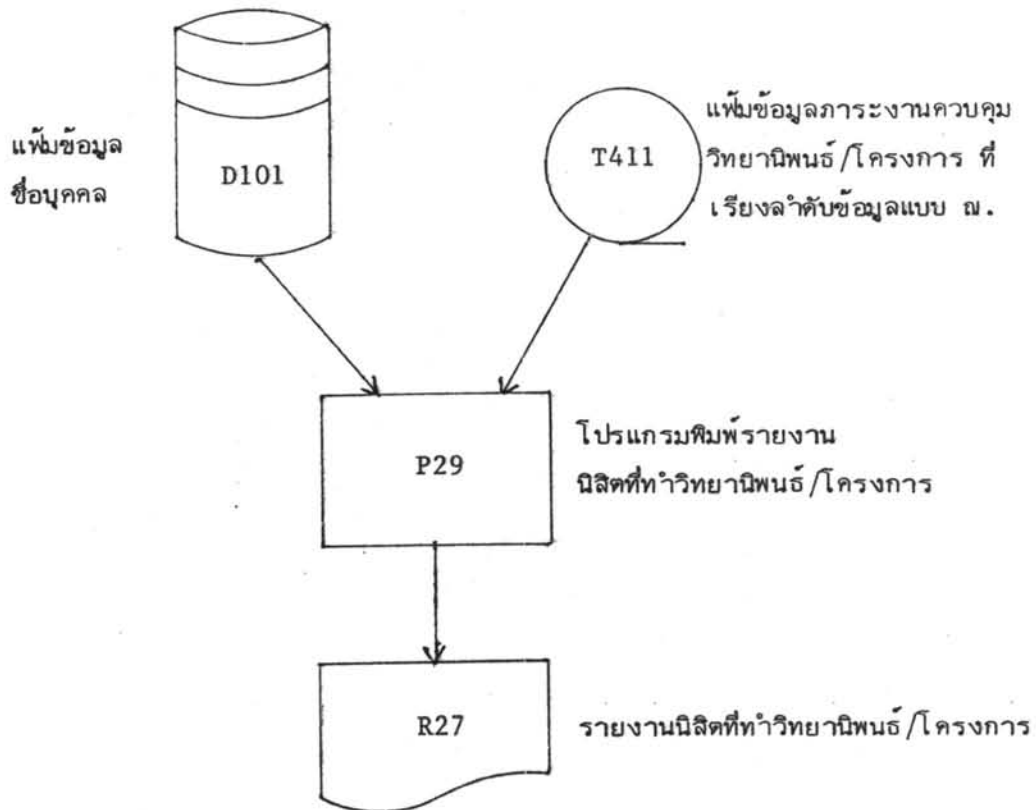 แฟ้มข้อมูล
ชื่อบุคคล
D101
T411
แฟ้มข้อมูลภาระงานควบคุม
วิทยานิพนธ์/โครงการ ที่
เรียงลำดับข้อมูลแบบ ณ.
P29
โปรแกรมพิมพ์รายงาน
นิสิตที่ทำวิทยานิพนธ์/โครงการ
R27
รายงานนิสิตที่ทำวิทยานิพนธ์/โครงการ